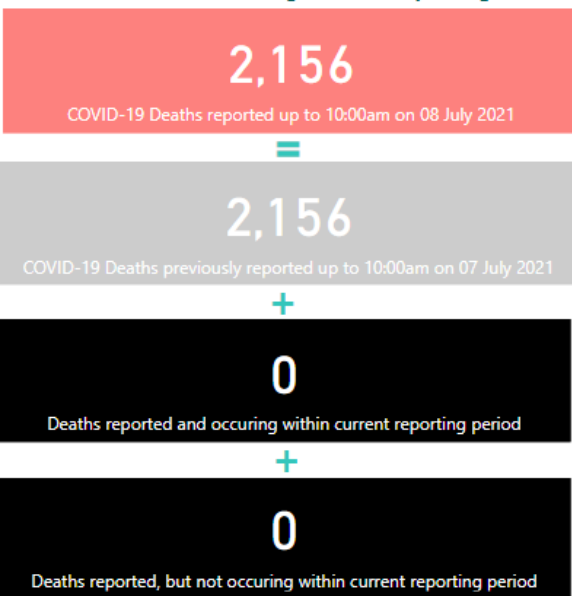 2,156
COVID-19 Deaths reported up to 10:00am on 08 July 2021
=
2,156
COVID-19 Deaths previously reported up to 10:00am on 07 July 2021
+
0
Deaths reported and occuring within current reporting period
+
0
Deaths reported, but not occuring within current reporting period